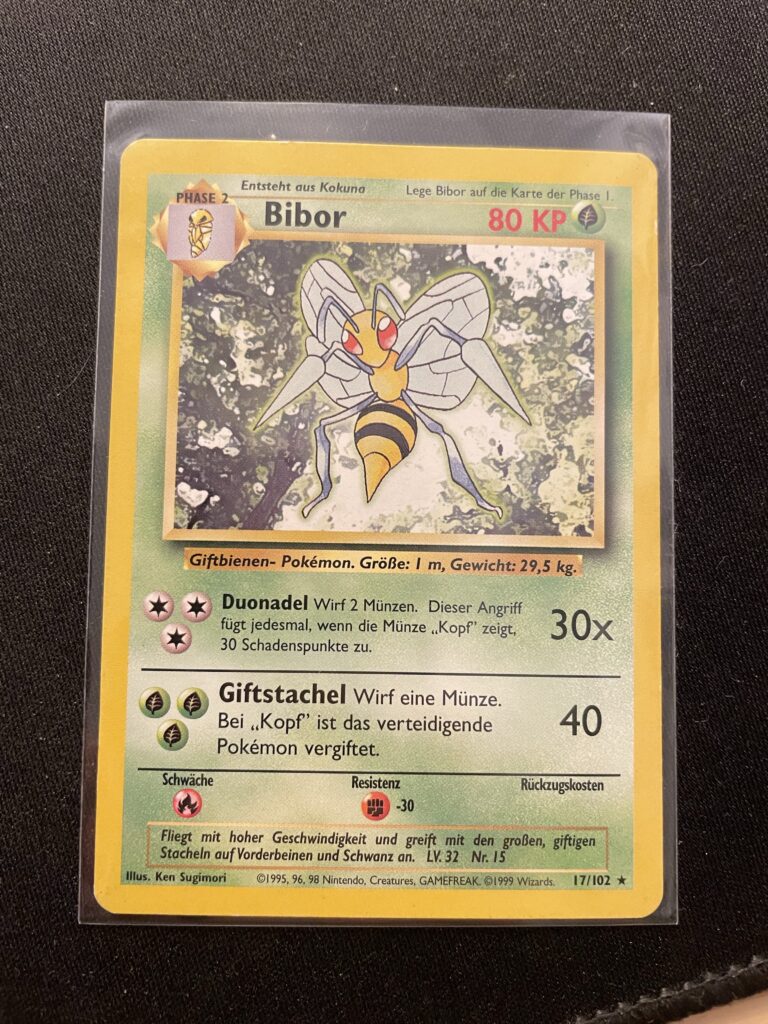 Entsteht aus Kokuna
Lege Bibor auf die Karte der Phase 1.
PHASE 2
Bibor
80 KP
Giftbienen- Pokémon. Größe: 1 m, Gewicht: 29,5 kg.
Duonadel Wirf 2 Münzen. Dieser Angriff
fügt jedesmal, wenn die Münze „Kopf” zeigt,
30 Schadenspunkte zu.
30x
Giftstachel Wirf eine Münze.
Bei „Kopf” ist das verteidigende
Pokémon vergiftet.
40
Schwäche
Resistenz
Rückzugskosten
-30
Fliegt mit hoher Geschwindigkeit und greift mit den großen, giftigen
Stacheln auf Vorderbeinen und Schwanz an. LV. 32 Nr. 15
Illus. Ken Sugimori
©1995, 96, 98 Nintendo, Creatures, GAMEFREAK. ©1999 Wizards.
17/102 ★